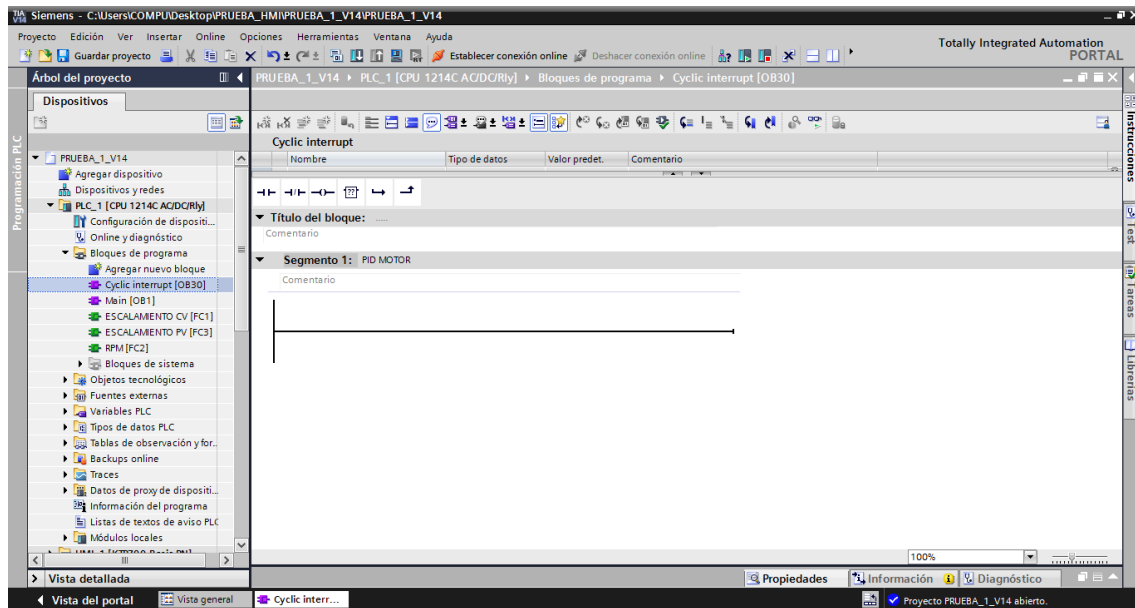 Siemens - C:\Users\COMPU\Desktop\PRUEBA_HMI\PRUEBA_1_V14\PRUEBA_1_V14
Proyecto Edición Ver Insertar Online Opciones Herramientas Ventana Ayuda
Totally Integrated Automation
PORTAL
Guardar proyecto
Establecer conexión online
Deshacer conexión online
Árbol del proyecto
PRUEBA_1_V14 PLC_1 [CPU 1214C AC/DC/Rly] Bloques de programa Cyclic interrupt [OB30]
Dispositivos
Programación PLC
PRUEBA_1_V14
Agregar dispositivo
Dispositivos y redes
PLC_1 [CPU 1214C AC/DC/Rly]
Configuración de dispositi...
Online y diagnóstico
Bloques de programa
Agregar nuevo bloque
Cyclic interrupt [OB30]
Main [OB1]
ESCALAMIENTO CV [FC1]
ESCALAMIENTO PV [FC3]
RPM [FC2]
Bloques de sistema
Objetos tecnológicos
Fuentes externas
Variables PLC
Tipos de datos PLC
Tablas de observación y for..
Backups online
Traces
Datos de proxy de dispositi...
Información del programa
Listas de textos de aviso PLC
Módulos locales
HMI_1 [KTP700 Basic PN]
Vista detallada
Cyclic interrupt
Nombre Tipo de datos Valor predet. Comentario
Título del bloque: .....
Comentario
Segmento 1: PID MOTOR
Comentario
100%
Propiedades
Información
Diagnóstico
Instrucciones
Test
Tareas
Librerías
Vista del portal
Vista general
Cyclic interr...
Proyecto PRUEBA_1_V14 abierto.